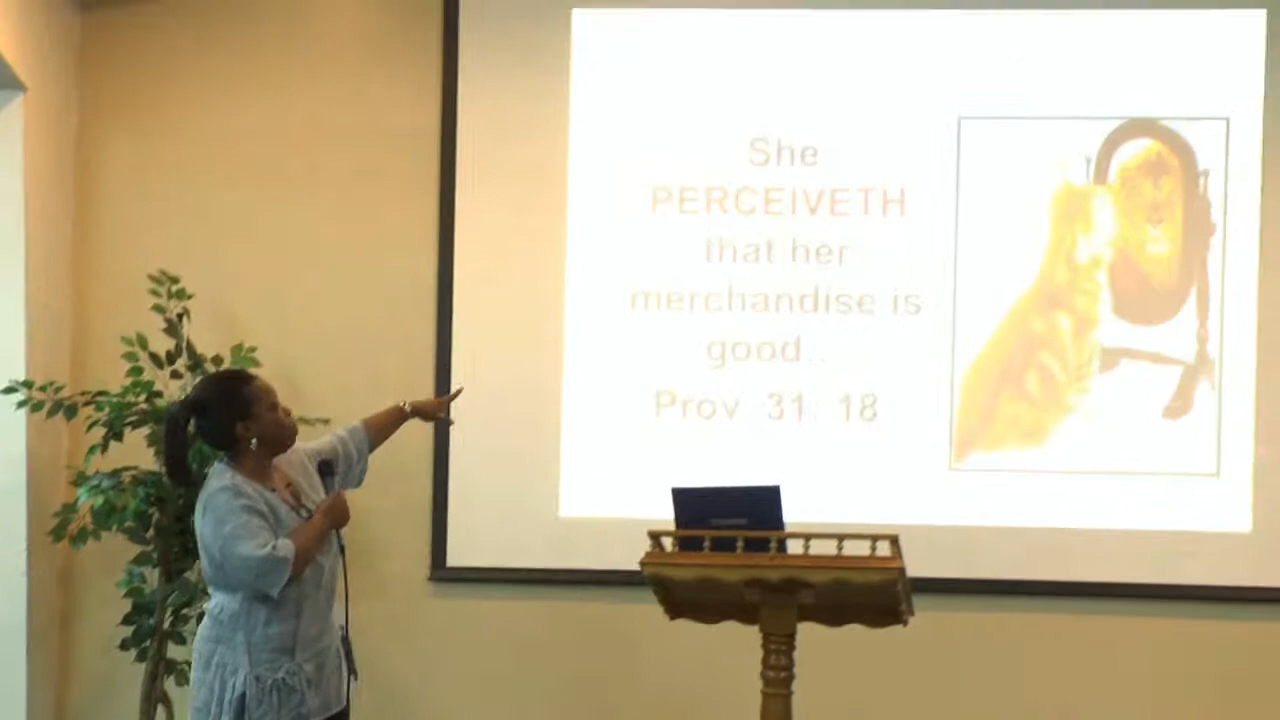 She
PERCEIVETH
that her
merchandise is
good..
Prov 31: 18